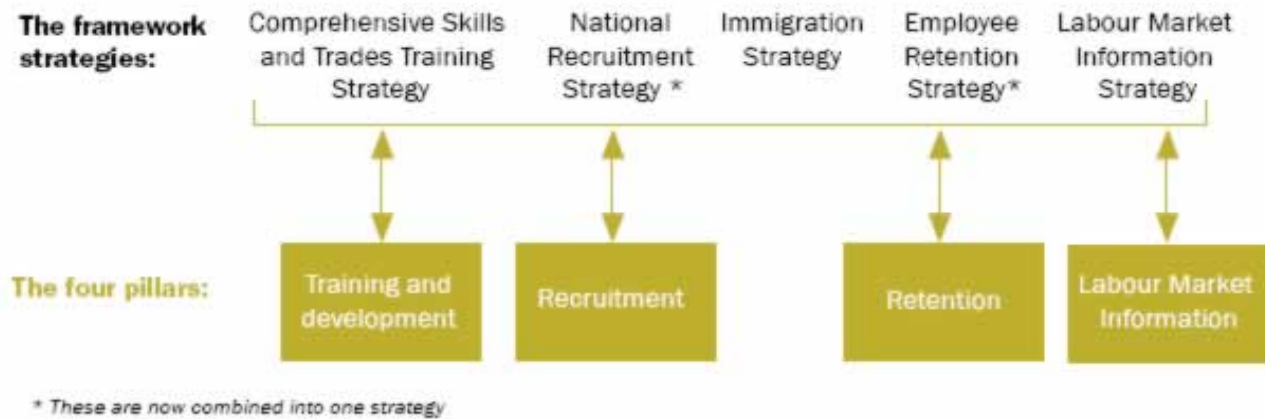 The framework
strategies:
Comprehensive Skills
and Trades Training
Strategy
National
Recruitment
Strategy *
Immigration
Strategy
Employee
Retention
Strategy*
Labour Market
Information
Strategy
The four pillars:
Training and
development
Recruitment
Retention
Labour Market
Information
* These are now combined into one strategy